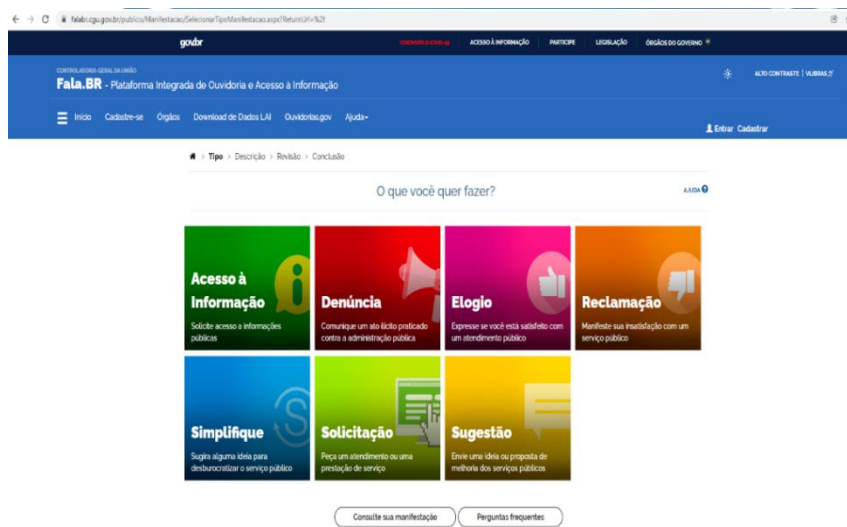 falabr.cgu.gov.br/publico/Manifestacao/SelecionarTipoManifestacao.aspx?ReturnUrl=%2f
govbr
ACESSO À INFORMAÇÃO PARTICIPE LEGISLAÇÃO ÓRGÃOS DO GOVERNO
CONTROLADORIA-GERAL DA UNIÃO
Fala.BR - Plataforma Integrada de Ouvidoria e Acesso à Informação
ALTO CONTRASTE | VLIBRAS
Início Cadastre-se Órgãos Download de Dados LAI Ouvidorias.gov Ajuda
Entrar Cadastrar
> Tipo > Descrição > Revisão > Conclusão
O que você quer fazer?
AJUDA
Acesso à
Informação
Solicite acesso a informações
públicas
Denúncia
Comunique um ato ilícito praticado
contra a administração pública
Elogio
Expresse se você está satisfeito com
um atendimento público
Reclamação
Manifeste sua insatisfação com um
serviço público
Simplifique
Sugira alguma ideia para
desburocratizar o serviço público
Solicitação
Peça um atendimento ou uma
prestação de serviço
Sugestão
Envie uma ideia ou proposta de
melhoria dos serviços públicos
Consulte sua manifestação
Perguntas frequentes